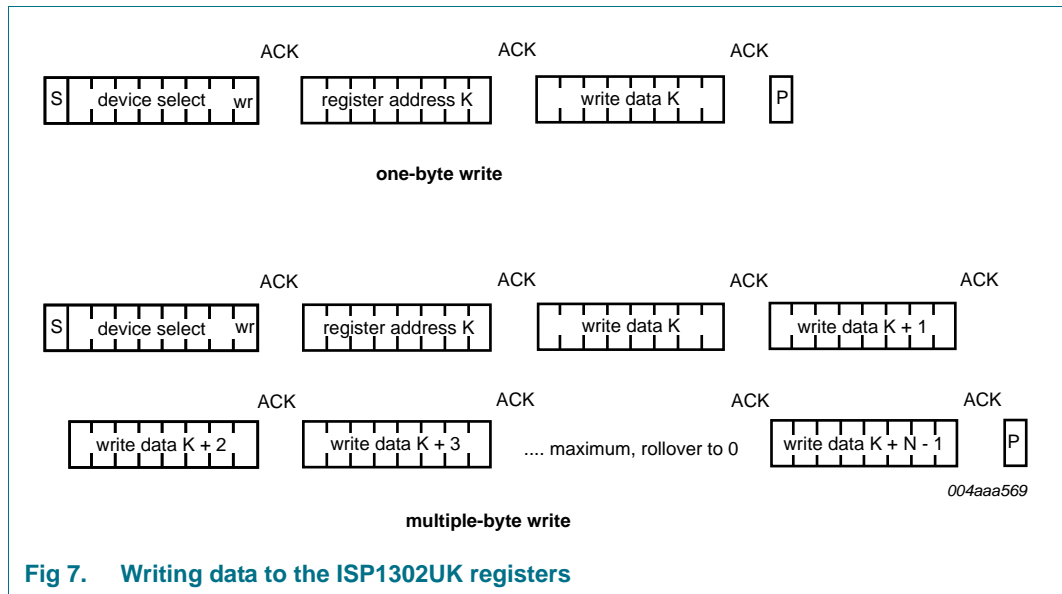 ACK ACK ACK
S device select wr register address K write data K P
one-byte write
ACK ACK ACK ACK
S device select wr register address K write data K write data K + 1
ACK ACK ACK ACK
write data K + 2 write data K + 3 .... maximum, rollover to 0 write data K + N - 1 P
004aaa569
multiple-byte write
Fig 7. Writing data to the ISP1302UK registers